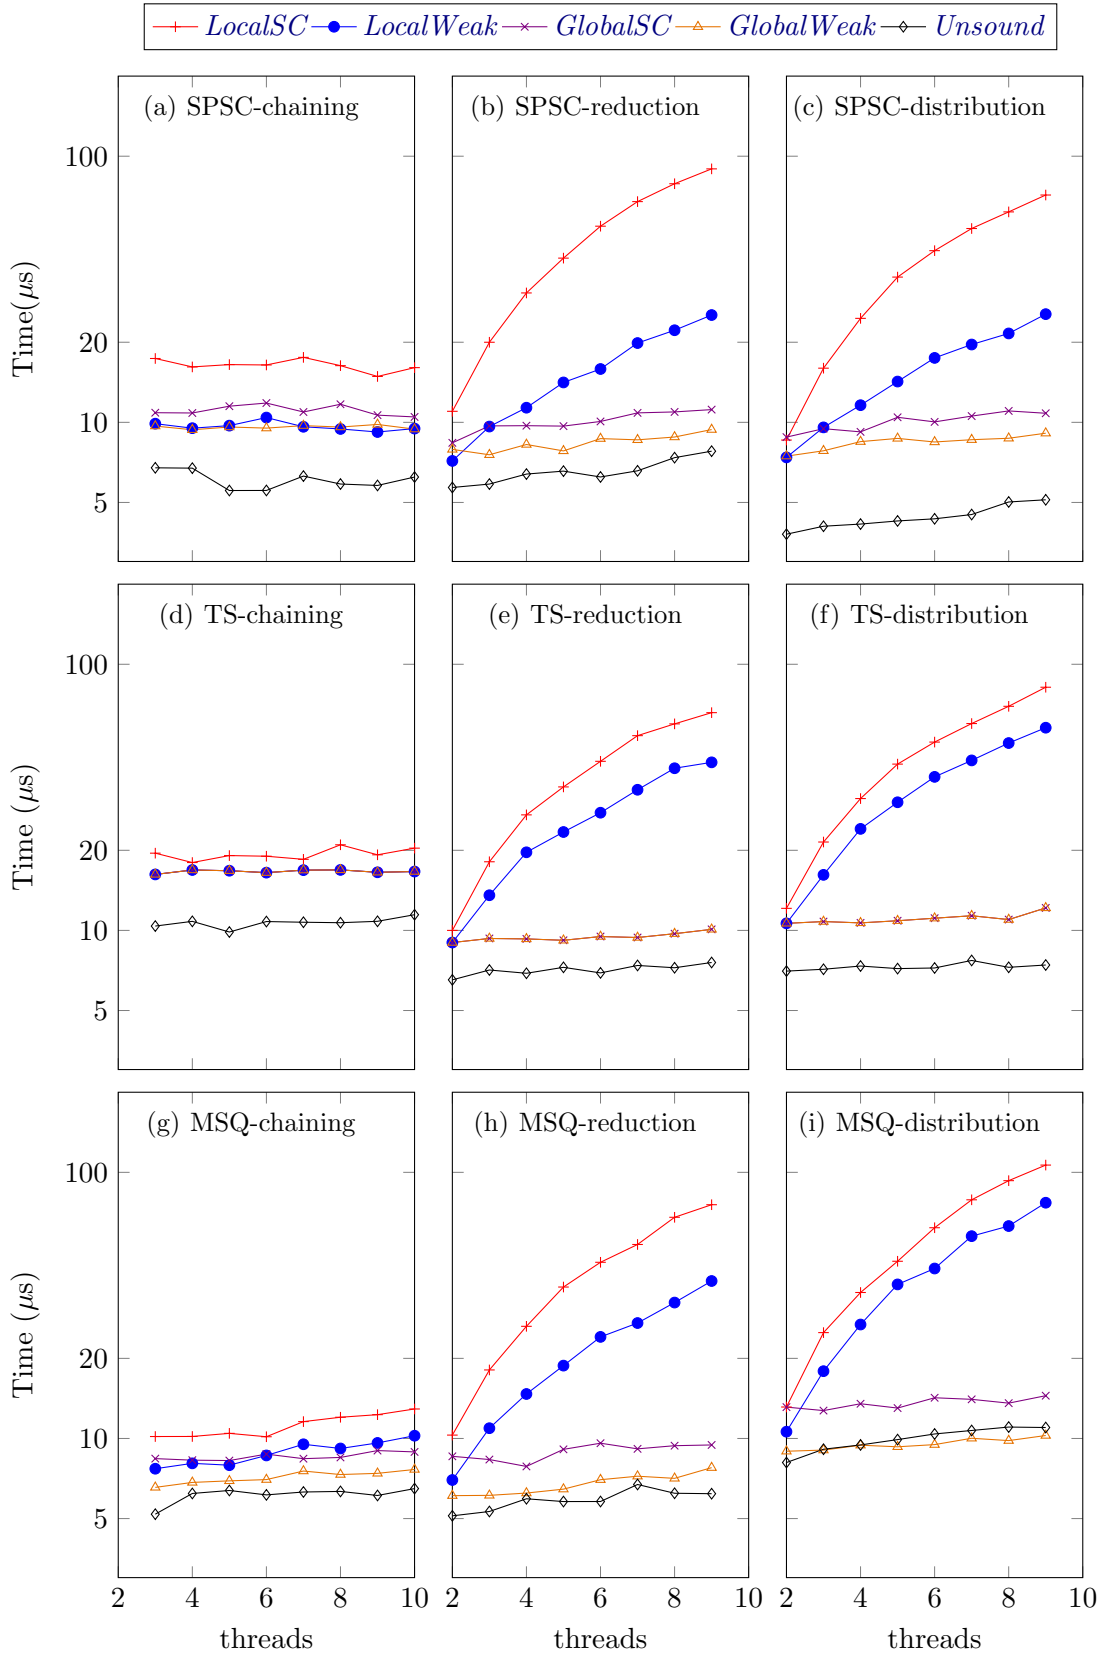 LocalSC LocalWeak GlobalSC GlobalWeak Unsound
(a) SPSC-chaining (b) SPSC-reduction (c) SPSC-distribution
100
20
10
5
Time(μs)
(d) TS-chaining (e) TS-reduction (f) TS-distribution
100
20
10
5
Time (μs)
(g) MSQ-chaining (h) MSQ-reduction (i) MSQ-distribution
100
20
10
5
Time (μs)
2 4 6 8 10 2 4 6 8 10 2 4 6 8 10
threads threads threads